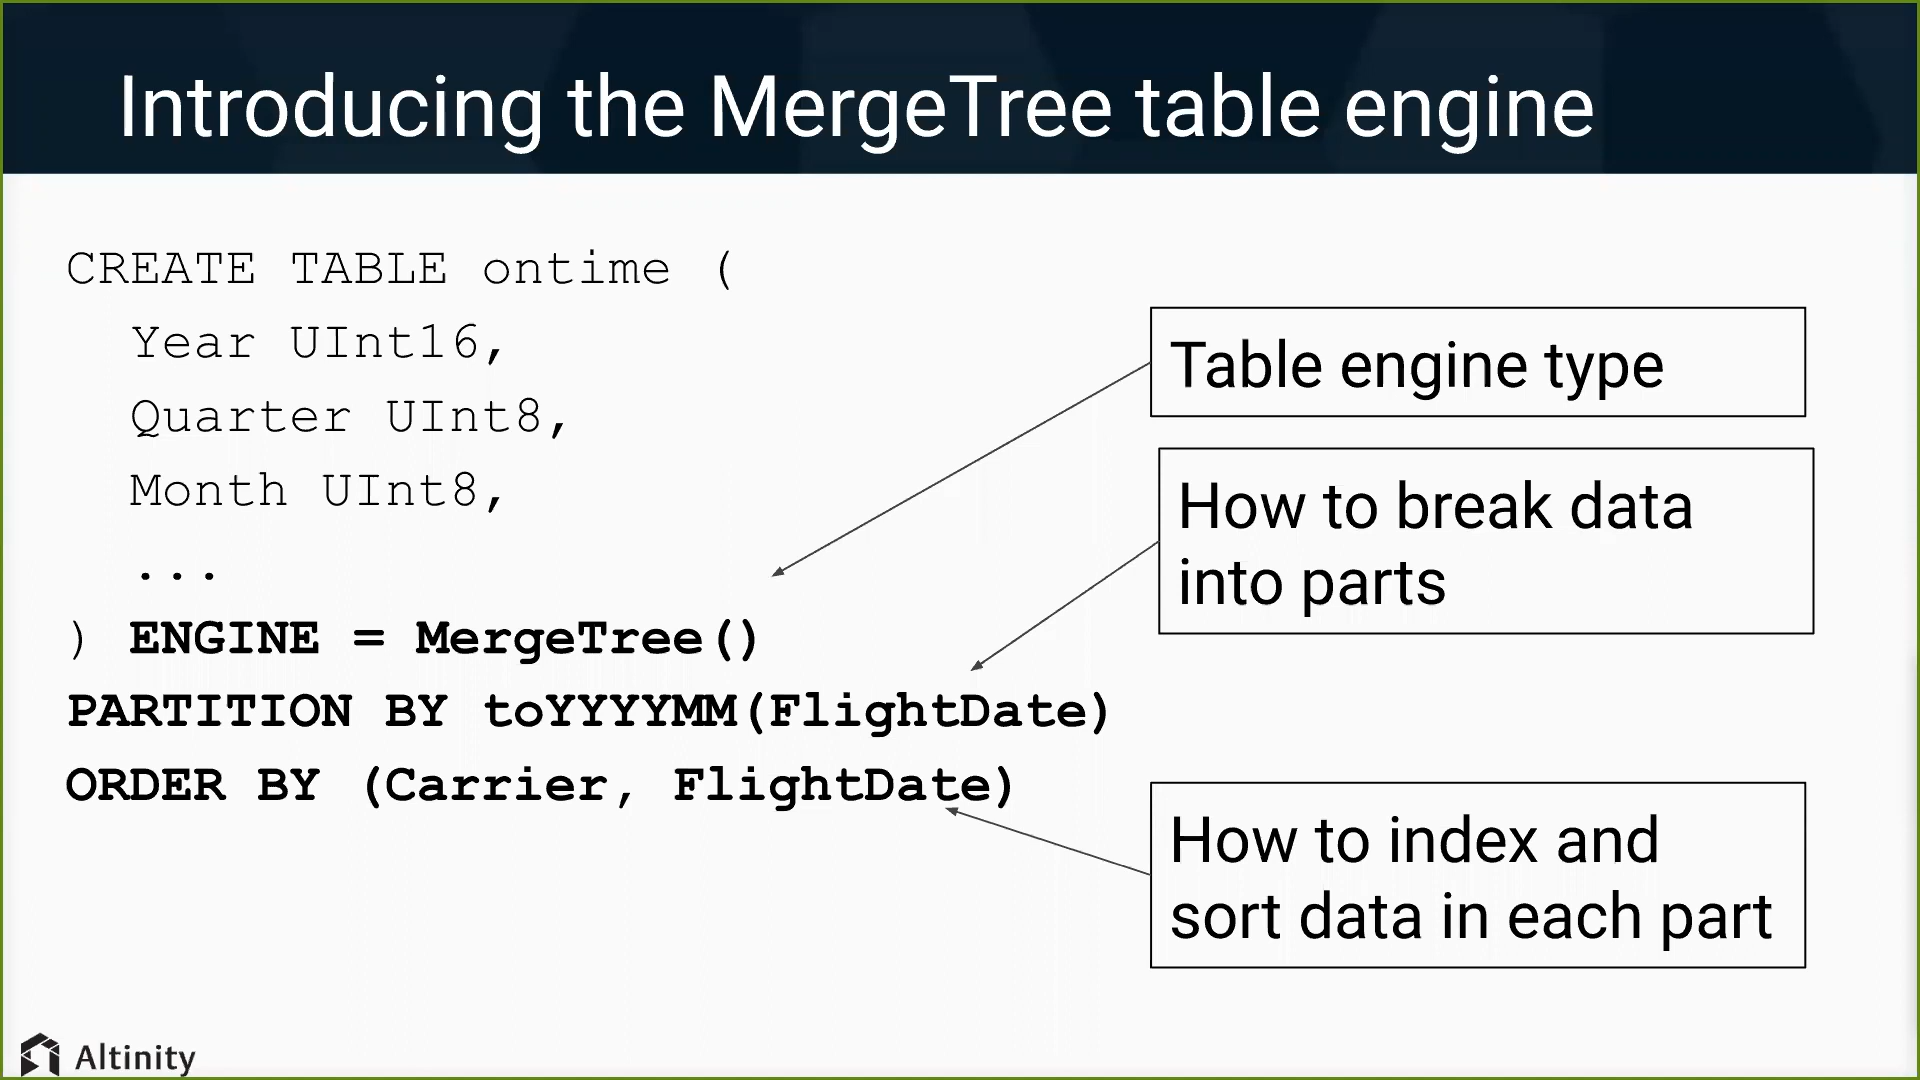 Introducing the MergeTree table engine
CREATE TABLE ontime (
Year UInt16,
Quarter UInt8,
Month UInt8,
...
) ENGINE = MergeTree()
PARTITION BY toYYYYMM(FlightDate)
ORDER BY (Carrier, FlightDate)
Table engine type
How to break data
into parts
How to index and
sort data in each part
Altinity